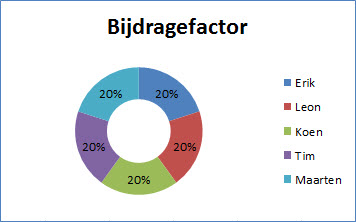 Bijdragefactor
20%
20%
20%
20%
20%
Erik
Leon
Koen
Tim
Maarten